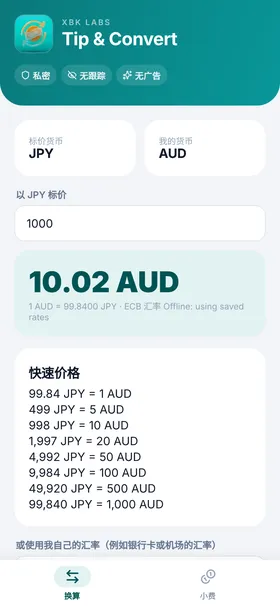 XBK LABS
Tip & Convert
私密
无跟踪
无广告
标价货币
JPY
我的货币
AUD
以 JPY 标价
1000
10.02 AUD
1 AUD = 99.8400 JPY · ECB 汇率 Offline: using saved
rates
快速价格
99.84 JPY = 1 AUD
499 JPY = 5 AUD
998 JPY = 10 AUD
1,997 JPY = 20 AUD
4,992 JPY = 50 AUD
9,984 JPY = 100 AUD
49,920 JPY = 500 AUD
99,840 JPY = 1,000 AUD
或使用我自己的汇率（例如银行卡或机场的汇率）
换算
小费